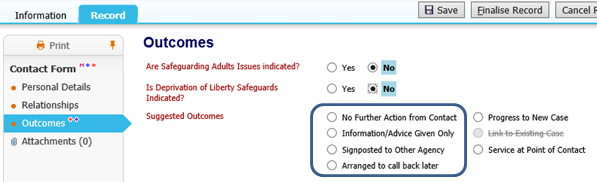 Information Record Save Finalise Record Cancel R
Print
Outcomes
Contact Form M * *
Are Safeguarding Adults Issues indicated? Yes No
Personal Details
Is Deprivation of Liberty Safeguards Yes No
Indicated?
Relationships
Suggested Outcomes No Further Action from Contact Progress to New Case
Outcomes * *
Information/Advice Given Only Link to Existing Case
Attachments (0)
Signposted to Other Agency Service at Point of Contact
Arranged to call back later